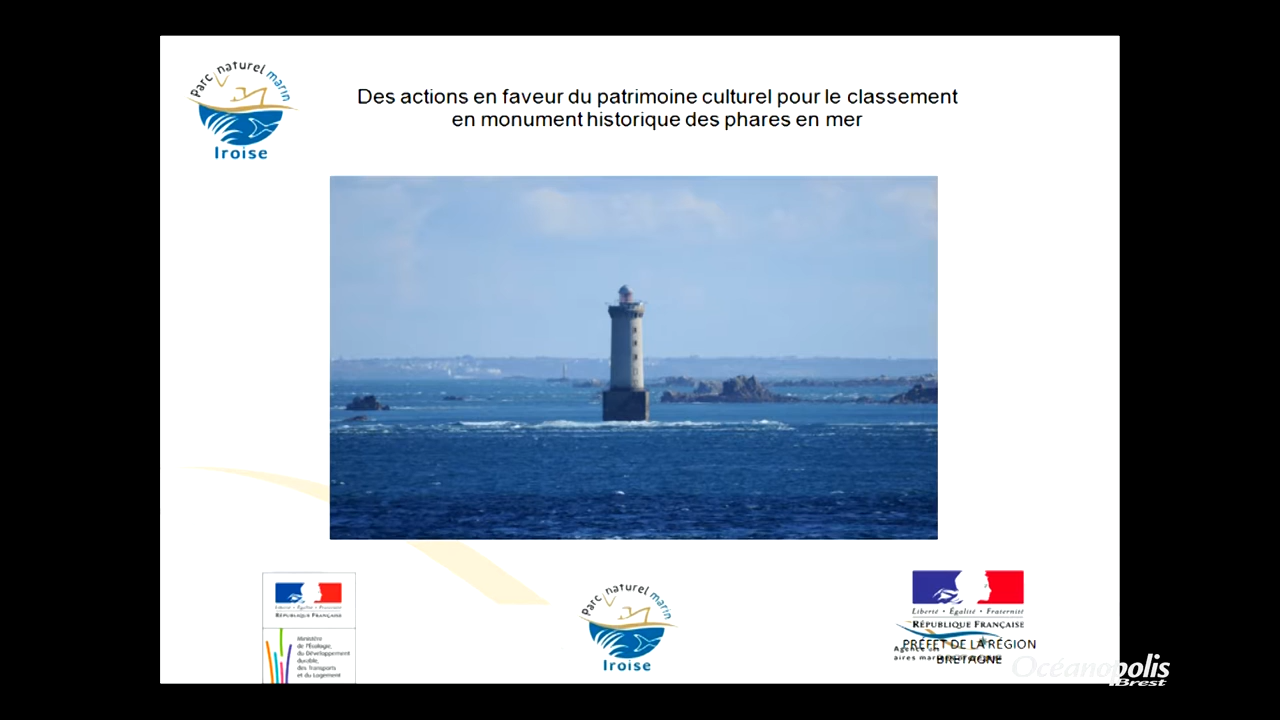 Parc naturel marin
Iroise
Des actions en faveur du patrimoine culturel pour le classement
en monument historique des phares en mer
Liberté • Égalité • Fraternité
RÉPUBLIQUE FRANÇAISE
Ministère
de l'Écologie,
du Développement
durable,
des Transports
et du Logement
Parc naturel marin
Iroise
Liberté • Égalité • Fraternité
RÉPUBLIQUE FRANÇAISE
PRÉFET DE LA RÉGION
BRETAGNE
Agence
aires
Océanopolis
Brest